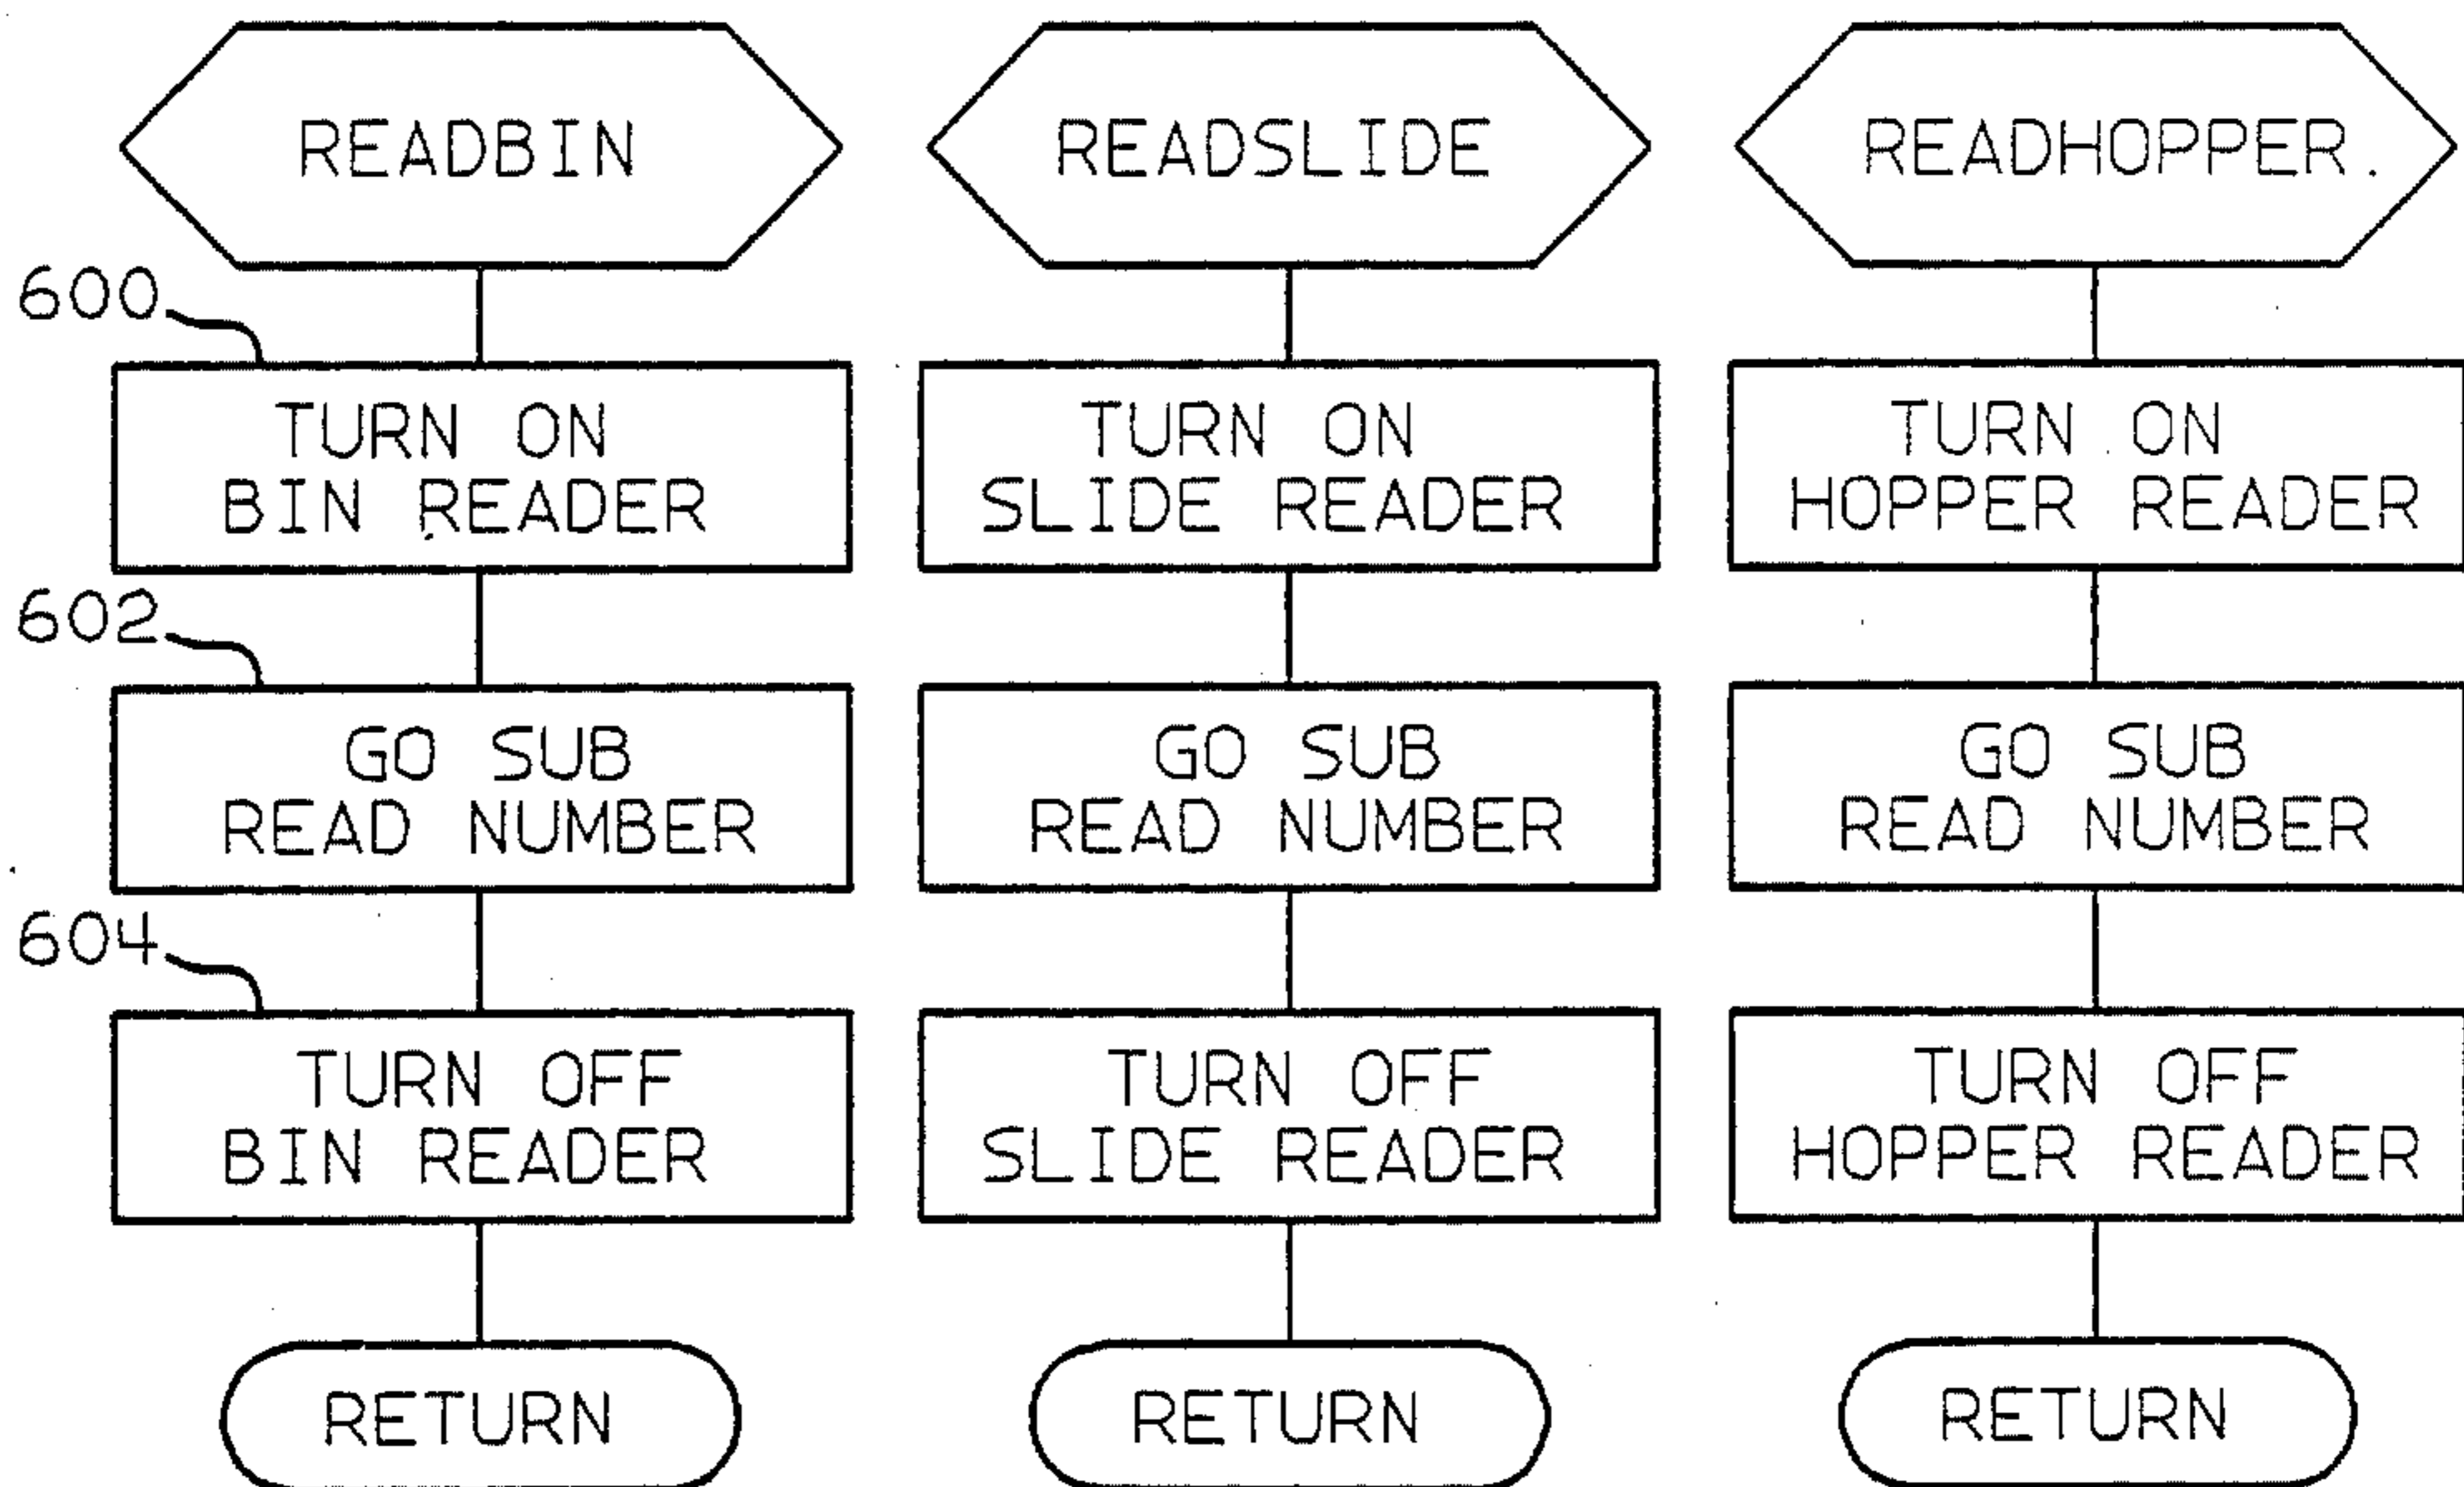 READBIN
600
TURN ON
BIN READER
602
GO SUB
READ NUMBER
604
TURN OFF
BIN READER
RETURN
READSLIDE
TURN ON
SLIDE READER
GO SUB
READ NUMBER
TURN OFF
SLIDE READER
RETURN
READHOPPER.
TURN ON
HOPPER READER
GO SUB
READ NUMBER
TURN OFF
HOPPER READER
RETURN